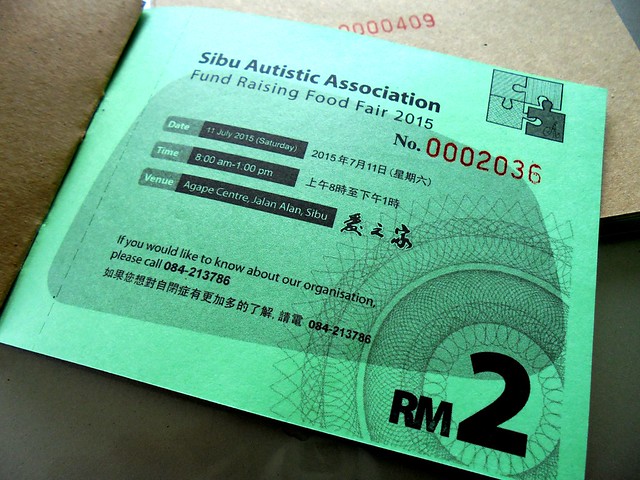 0000409
Sibu Autistic Association
Fund Raising Food Fair 2015
No. 0002036
Date 11 July 2015 (Saturday) 2015年7月11日(星期六)
Time 8:00 am-1.00 pm 上午8時至下午1時
Venue Agape Centre, Jalan Alan, Sibu 爱之家
If you would like to know about our organisation,
please call 084-213786
如果您想對自閉症有更加多的了解, 請電 084-213786
RM2